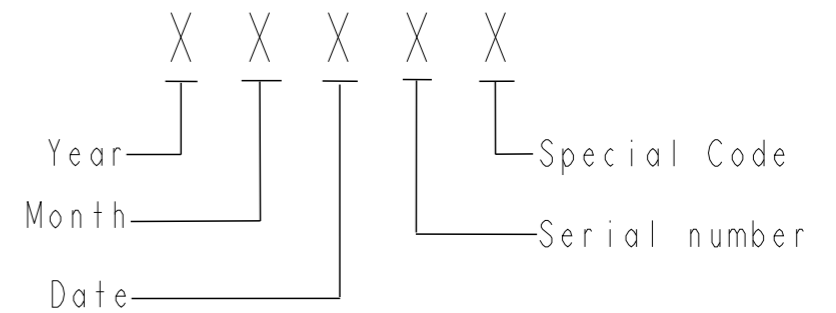 X X X X X
Year
Special Code
Month
Serial number
Date